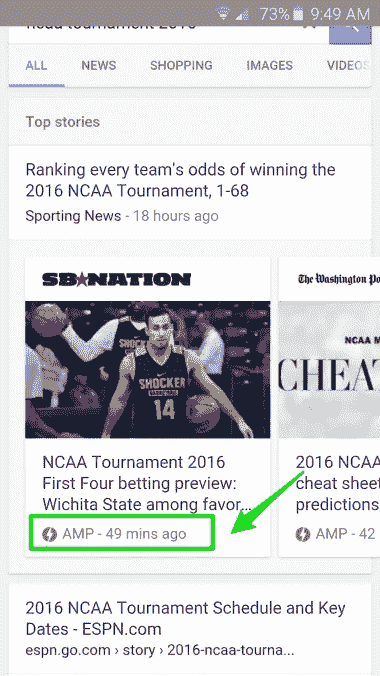 73% 9:49 AM
ncaa tournament 2016
ALL NEWS SHOPPING IMAGES VIDEOS
Top stories
Ranking every team's odds of winning the
2016 NCAA Tournament, 1-68
Sporting News - 18 hours ago
SB★NATION
SHOCKER
SHOCKER
BASKETBALL
14
NCAA Tournament 2016
First Four betting preview:
Wichita State among favor...
AMP - 49 mins ago
The Washington Po
NCAA M
CHEAT
2016 NCAA
cheat sheet
predictions
AMP - 42
2016 NCAA Tournament Schedule and Key
Dates - ESPN.com
espn.go.com › story › 2016-ncaa-tourna...